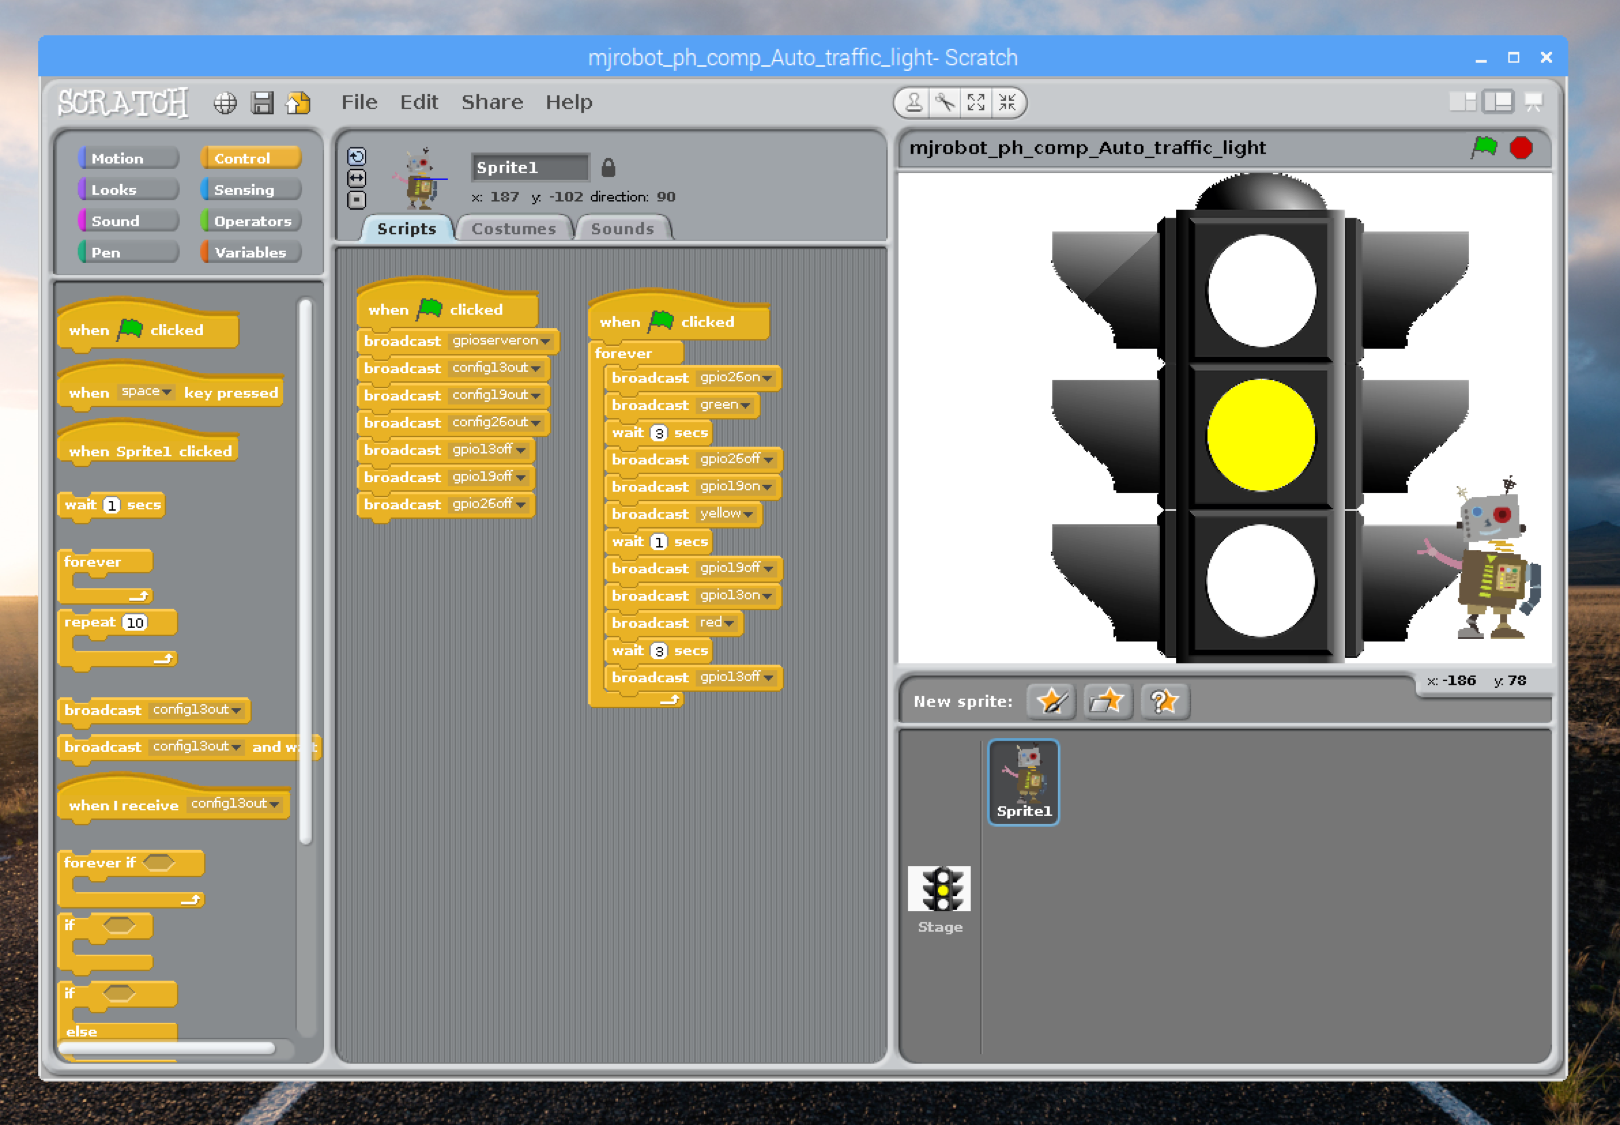 mjrobot_ph_comp_Auto_traffic_light- Scratch
SCRATCH
File Edit Share Help
Motion Control
Looks Sensing
Sound Operators
Pen Variables
when clicked
when space key pressed
when Sprite1 clicked
wait 1 secs
forever
repeat 10
broadcast config13out
broadcast config13out and wait
when I receive config13out
forever if
if
if
else
Sprite1
x: 187 y: -102 direction: 90
Scripts Costumes Sounds
when clicked
broadcast gpioserveron
broadcast config13out
broadcast config19out
broadcast config26out
broadcast gpio13off
broadcast gpio19off
broadcast gpio26off
when clicked
forever
broadcast gpio26on
broadcast green
wait 3 secs
broadcast gpio26off
broadcast gpio19on
broadcast yellow
wait 1 secs
broadcast gpio19off
broadcast gpio13on
broadcast red
wait 3 secs
broadcast gpio13off
mjrobot_ph_comp_Auto_traffic_light
x: -186 y: 78
New sprite:
Sprite1
Stage